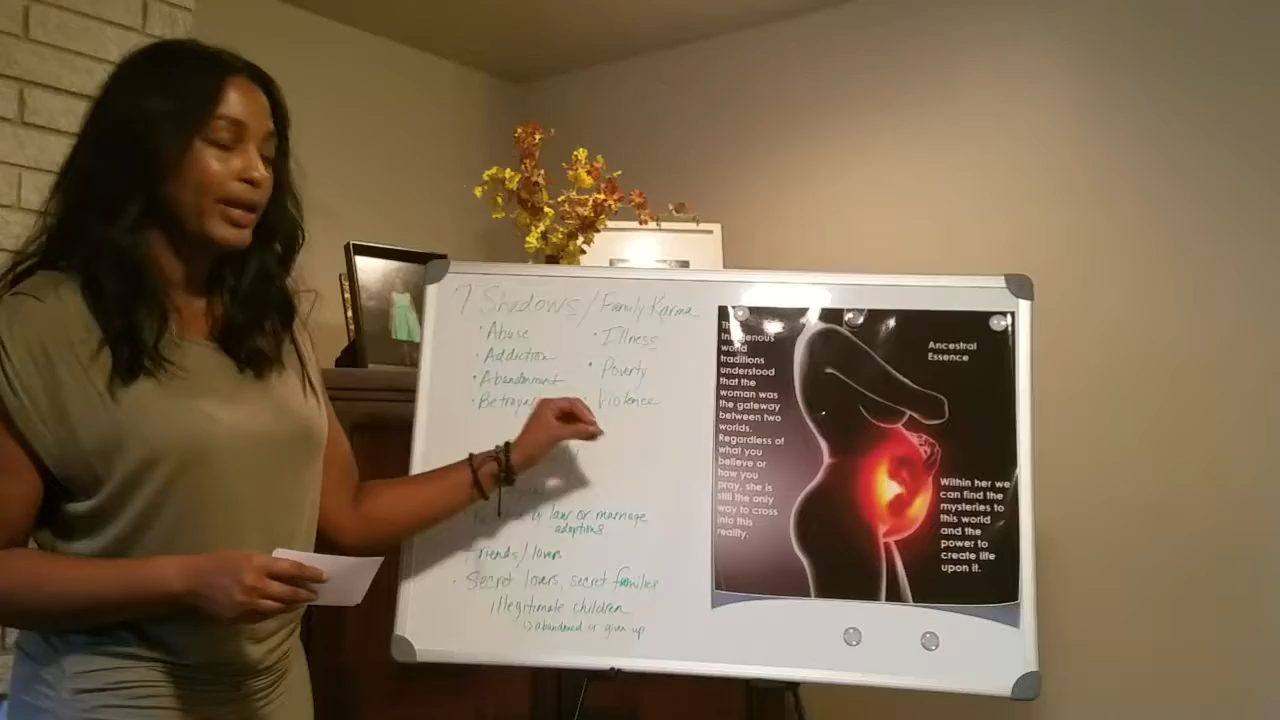 7 Shadows / Family Karma
· Abuse
· Addiction
· Abandonment
· Illness
· Poverty
· Violence
law or marriage
adoptions
friends/lovers
· Secret lovers, secret families
illegitimate children
abandoned or given up
Indigenous
world
traditions
understood
that the
woman was
the gateway
between two
worlds.
Regardless of
what you
believe or
how you
pray, she is
still the only
way to cross
into this
reality.
Ancestral
Essence
Within her we
can find the
mysteries to
this world
and the
power to
create life
upon it.